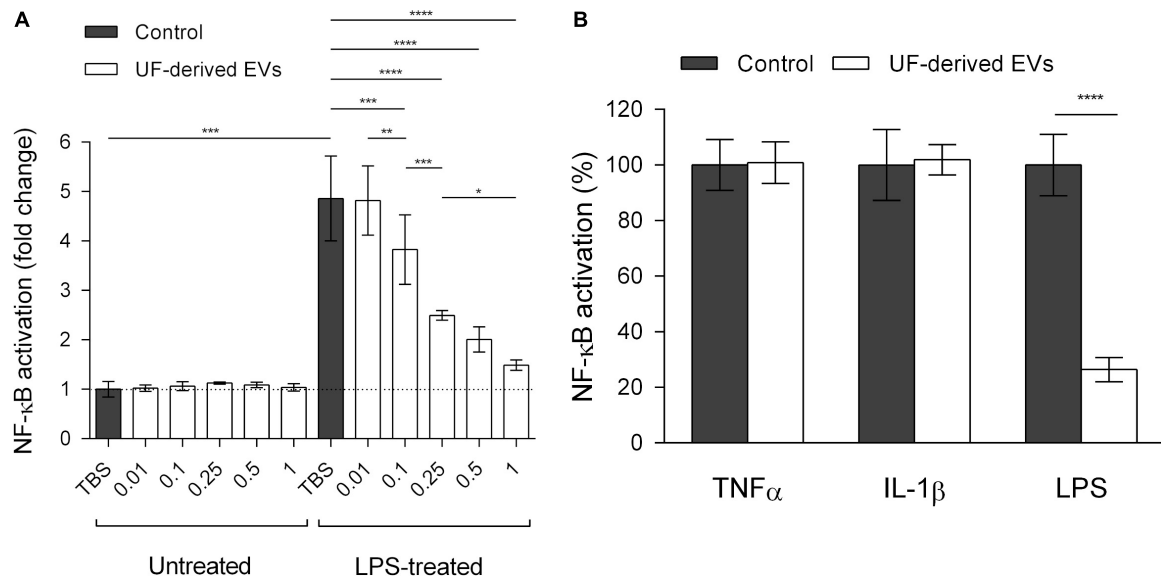 A
Control
UF-derived EVs
****
****
****
***
***
**
***
*
NF-κB activation (fold change)
6
5
4
3
2
1
0
TBS 0.01 0.1 0.25 0.5 1 TBS 0.01 0.1 0.25 0.5 1
Untreated LPS-treated
B
Control UF-derived EVs
****
NF-κB activation (%)
120
100
80
60
40
20
0
TNFα IL-1β LPS